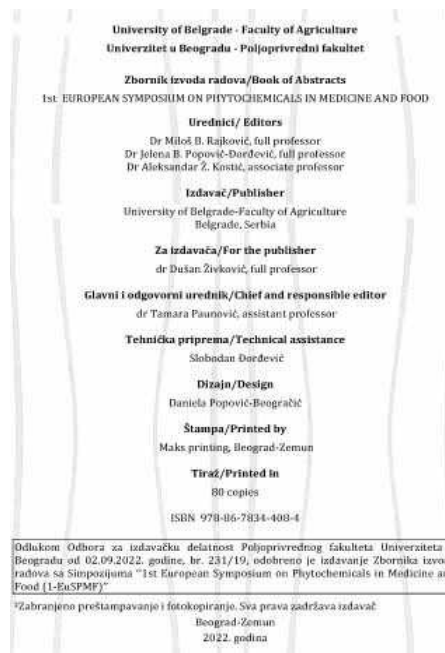 University of Belgrade - Faculty of Agriculture
Univerzitet u Beogradu - Poljoprivredni fakultet
Zbornik izvoda radova/Book of Abstracts
1st EUROPEAN SYMPOSIUM ON PHYTOCHEMICALS IN MEDICINE AND FOOD
Urednici/ Editors
Dr Miloš B. Rajković, full professor
Dr Jelena B. Popović-Đorđević, full professor
Dr Aleksandar Ž. Kostić, associate professor
Izdavač/Publisher
University of Belgrade-Faculty of Agriculture
Belgrade, Serbia
Za izdavača/For the publisher
dr Dušan Živković, full professor
Glavni i odgovorni urednik/Chief and responsible editor
dr Tamara Paunović, assistant professor
Tehnička priprema/Technical assistance
Slobodan Đorđević
Dizajn/Design
Daniela Popović-Beogračić
Štampa/Printed by
Maks printing, Beograd-Zemun
Tiraž/Printed in
80 copies
ISBN 978-86-7834-408-4
Odlukom Odbora za izdavačku delatnost Poljoprivrednog fakulteta Univerziteta
Beogradu od 02.09.2022. godine, br. 231/19, odobreno je izdavanje Zbornika izvo
radova sa Simpozijuma "1st European Symposium on Phytochemicals in Medicine an
Food (1-EuSPMF)"
Zabranjeno preštampavanje i fotokopiranje. Sva prava zadržava izdavač
Beograd-Zemun
2022. godina